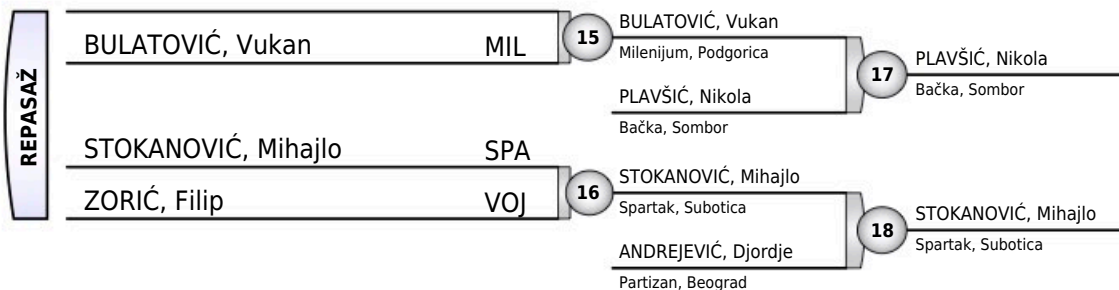 REPASAŽ
BULATOVIĆ, Vukan MIL
STOKANOVIĆ, Mihajlo SPA
ZORIĆ, Filip VOJ
15
BULATOVIĆ, Vukan
Milenijum, Podgorica
PLAVŠIĆ, Nikola
Bačka, Sombor
16
STOKANOVIĆ, Mihajlo
Spartak, Subotica
ANDREJEVIĆ, Djordje
Partizan, Beograd
17
PLAVŠIĆ, Nikola
Bačka, Sombor
18
STOKANOVIĆ, Mihajlo
Spartak, Subotica